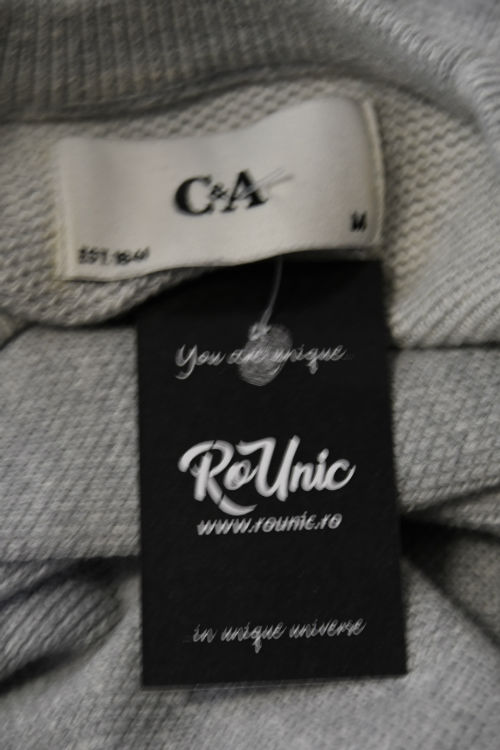 C&A
M
EST. 1841
You are unique
RoUnic
www.rounic.ro
in unique universe